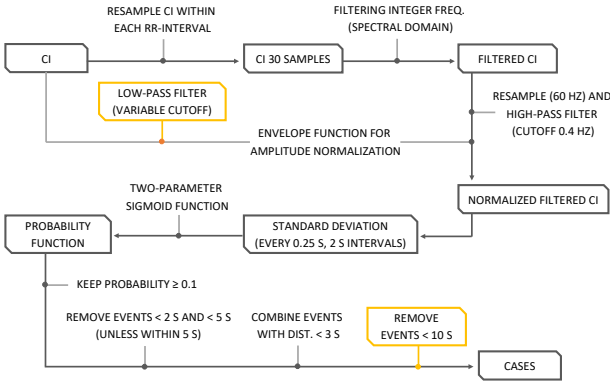 RESAMPLE CI WITHIN
EACH RR-INTERVAL
FILTERING INTEGER FREQ.
(SPECTRAL DOMAIN)
CI
CI 30 SAMPLES
FILTERED CI
LOW-PASS FILTER
(VARIABLE CUTOFF)
RESAMPLE (60 HZ) AND
HIGH-PASS FILTER
(CUTOFF 0.4 HZ)
ENVELOPE FUNCTION FOR
AMPLITUDE NORMALIZATION
TWO-PARAMETER
SIGMOID FUNCTION
NORMALIZED FILTERED CI
PROBABILITY
FUNCTION
STANDARD DEVIATION
(EVERY 0.25 S, 2 S INTERVALS)
KEEP PROBABILITY ≥ 0.1
REMOVE EVENTS < 2 S AND < 5 S
(UNLESS WITHIN 5 S)
COMBINE EVENTS
WITH DIST. < 3 S
REMOVE
EVENTS < 10 S
CASES